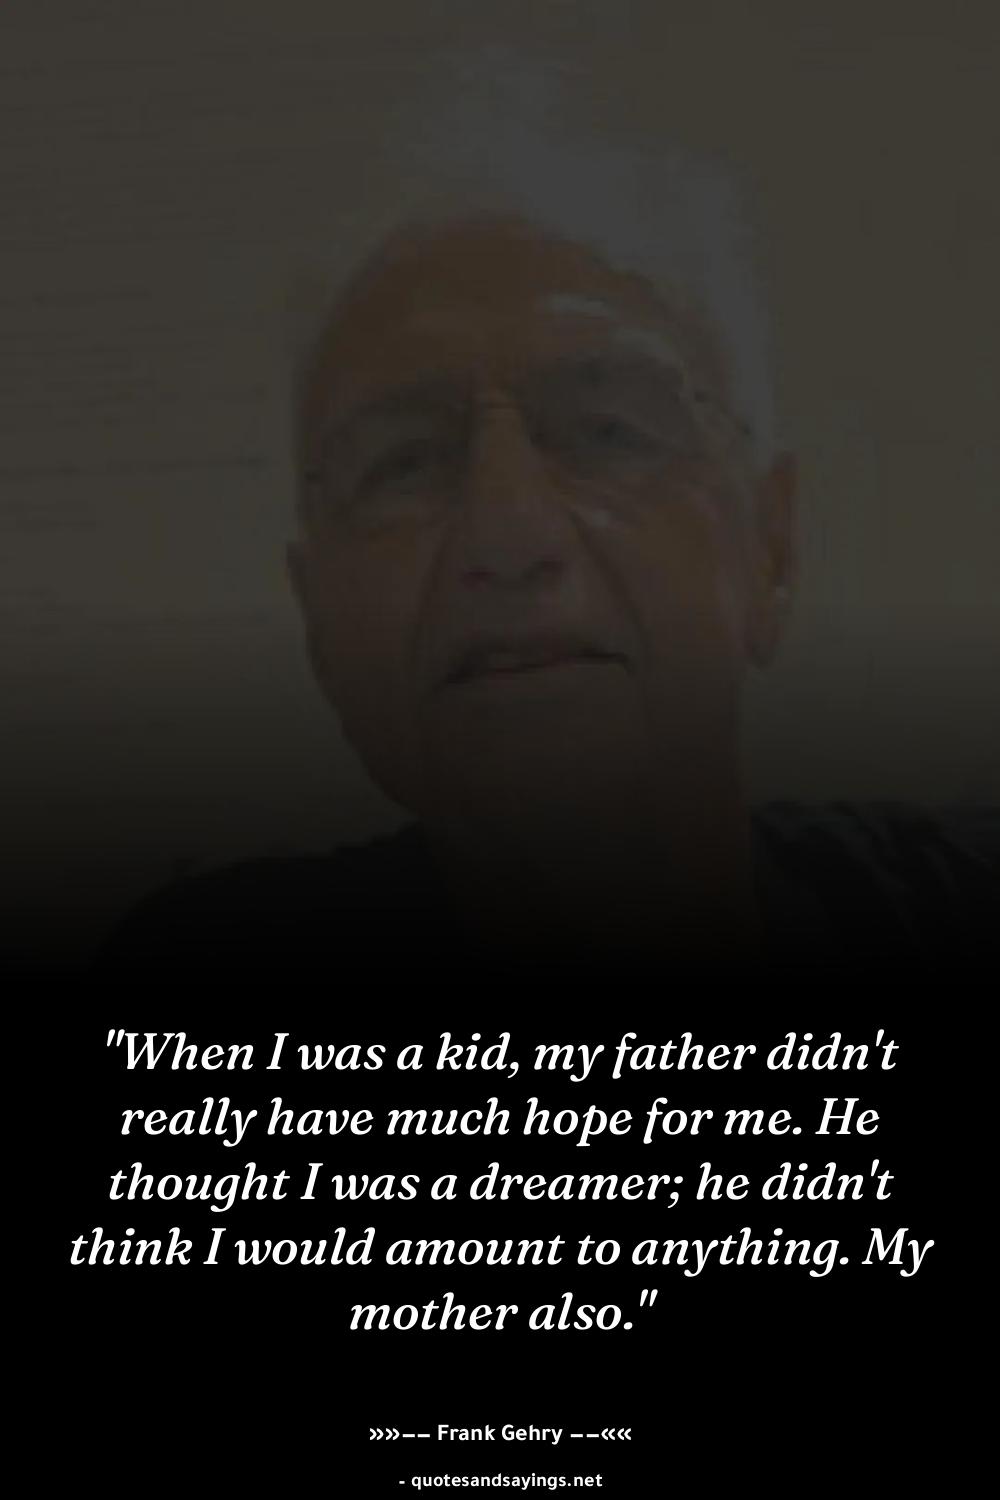 "When I was a kid, my father didn't
really have much hope for me. He
thought I was a dreamer; he didn't
think I would amount to anything. My
mother also."
»»–– Frank Gehry ––««
- quotesandsayings.net